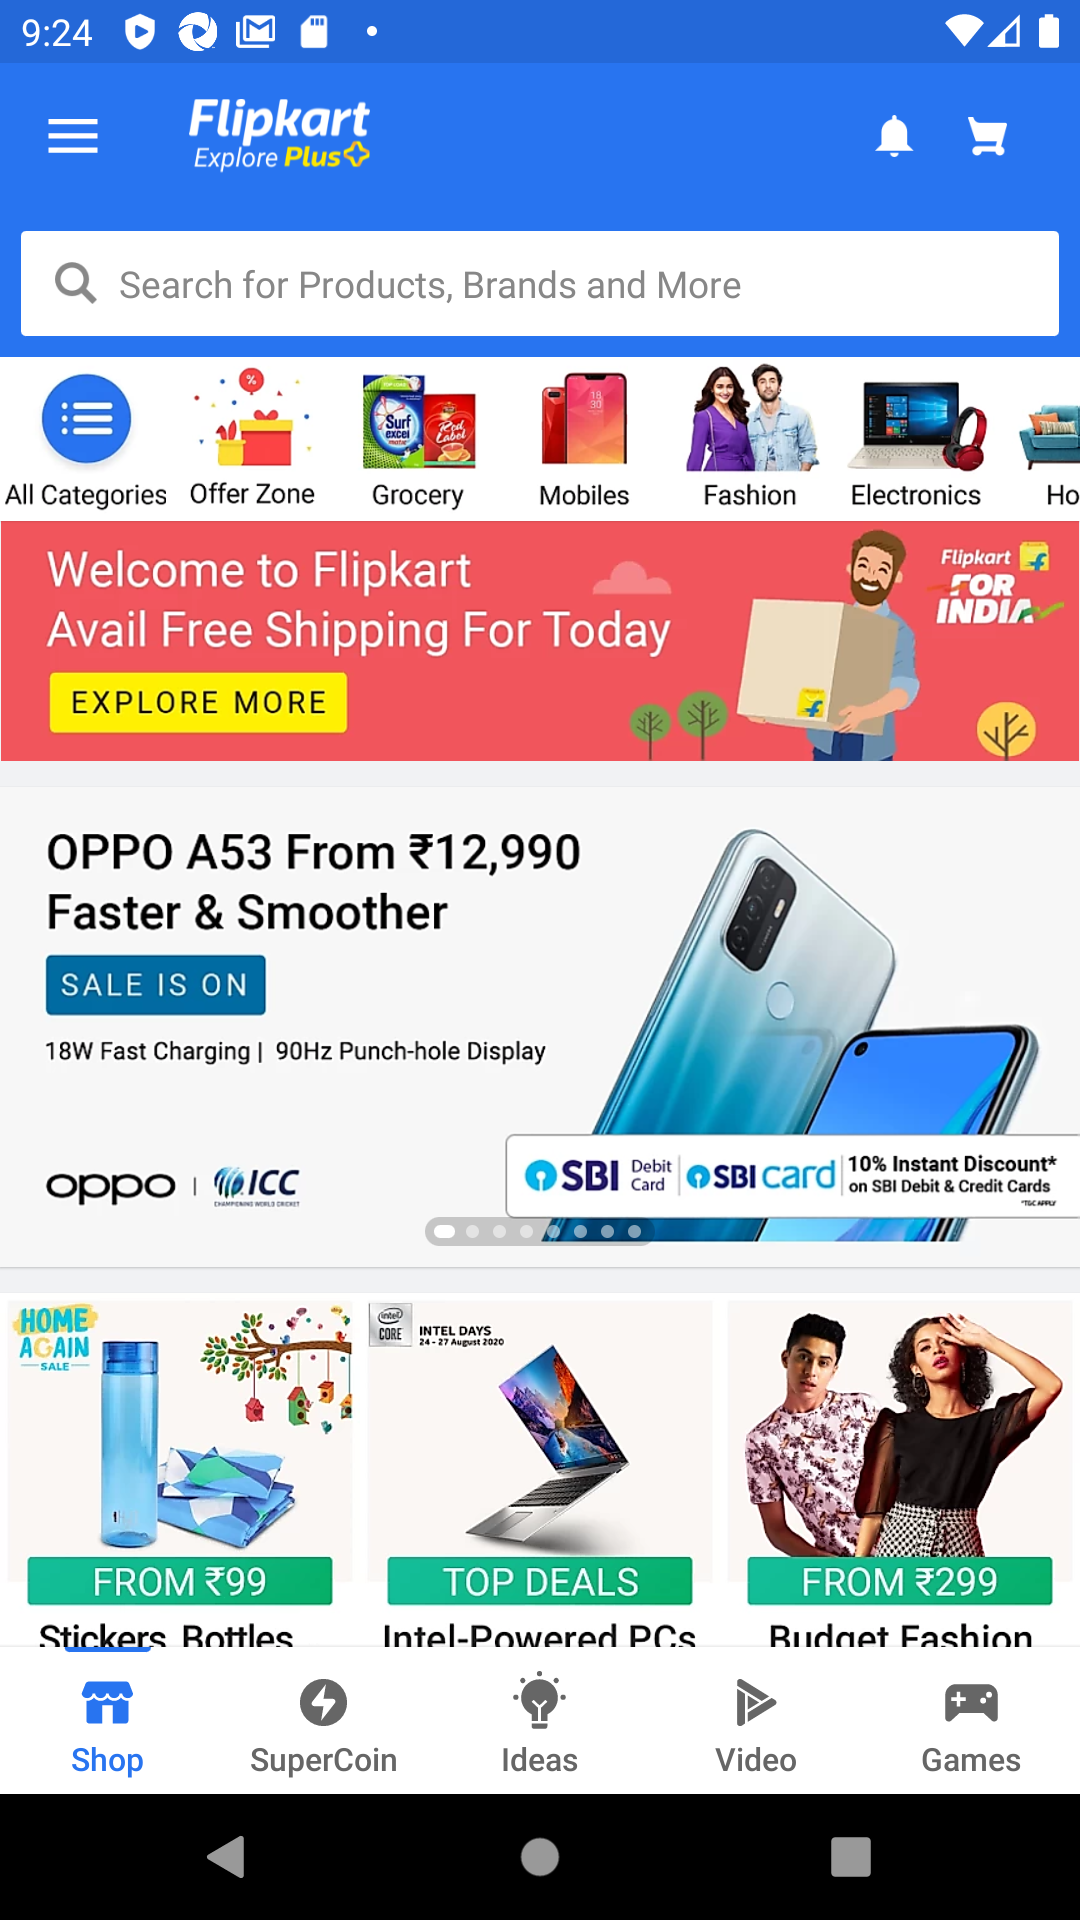 9:24
Flipkart
Explore Plus
Search for Products, Brands and More
All Categories
Offer Zone
Grocery
Mobiles
Fashion
Electronics
Ho
Welcome to Flipkart
Avail Free Shipping For Today
EXPLORE MORE
Flipkart
FOR
INDIA
OPPO A53 From ₹12,990
Faster & Smoother
SALE IS ON
18W Fast Charging | 90Hz Punch-hole Display
oppo | ICC
SBI Debit Card
SBI card
10% Instant Discount*
on SBI Debit & Credit Cards
*T&C APPLY
HOME
AGAIN
SALE
FROM ₹99
Stickers, Bottles
intel
CORE
INTEL DAYS
24 - 27 August 2020
TOP DEALS
Intel-Powered PCs
FROM ₹299
Budget Fashion
Shop
SuperCoin
Ideas
Video
Games